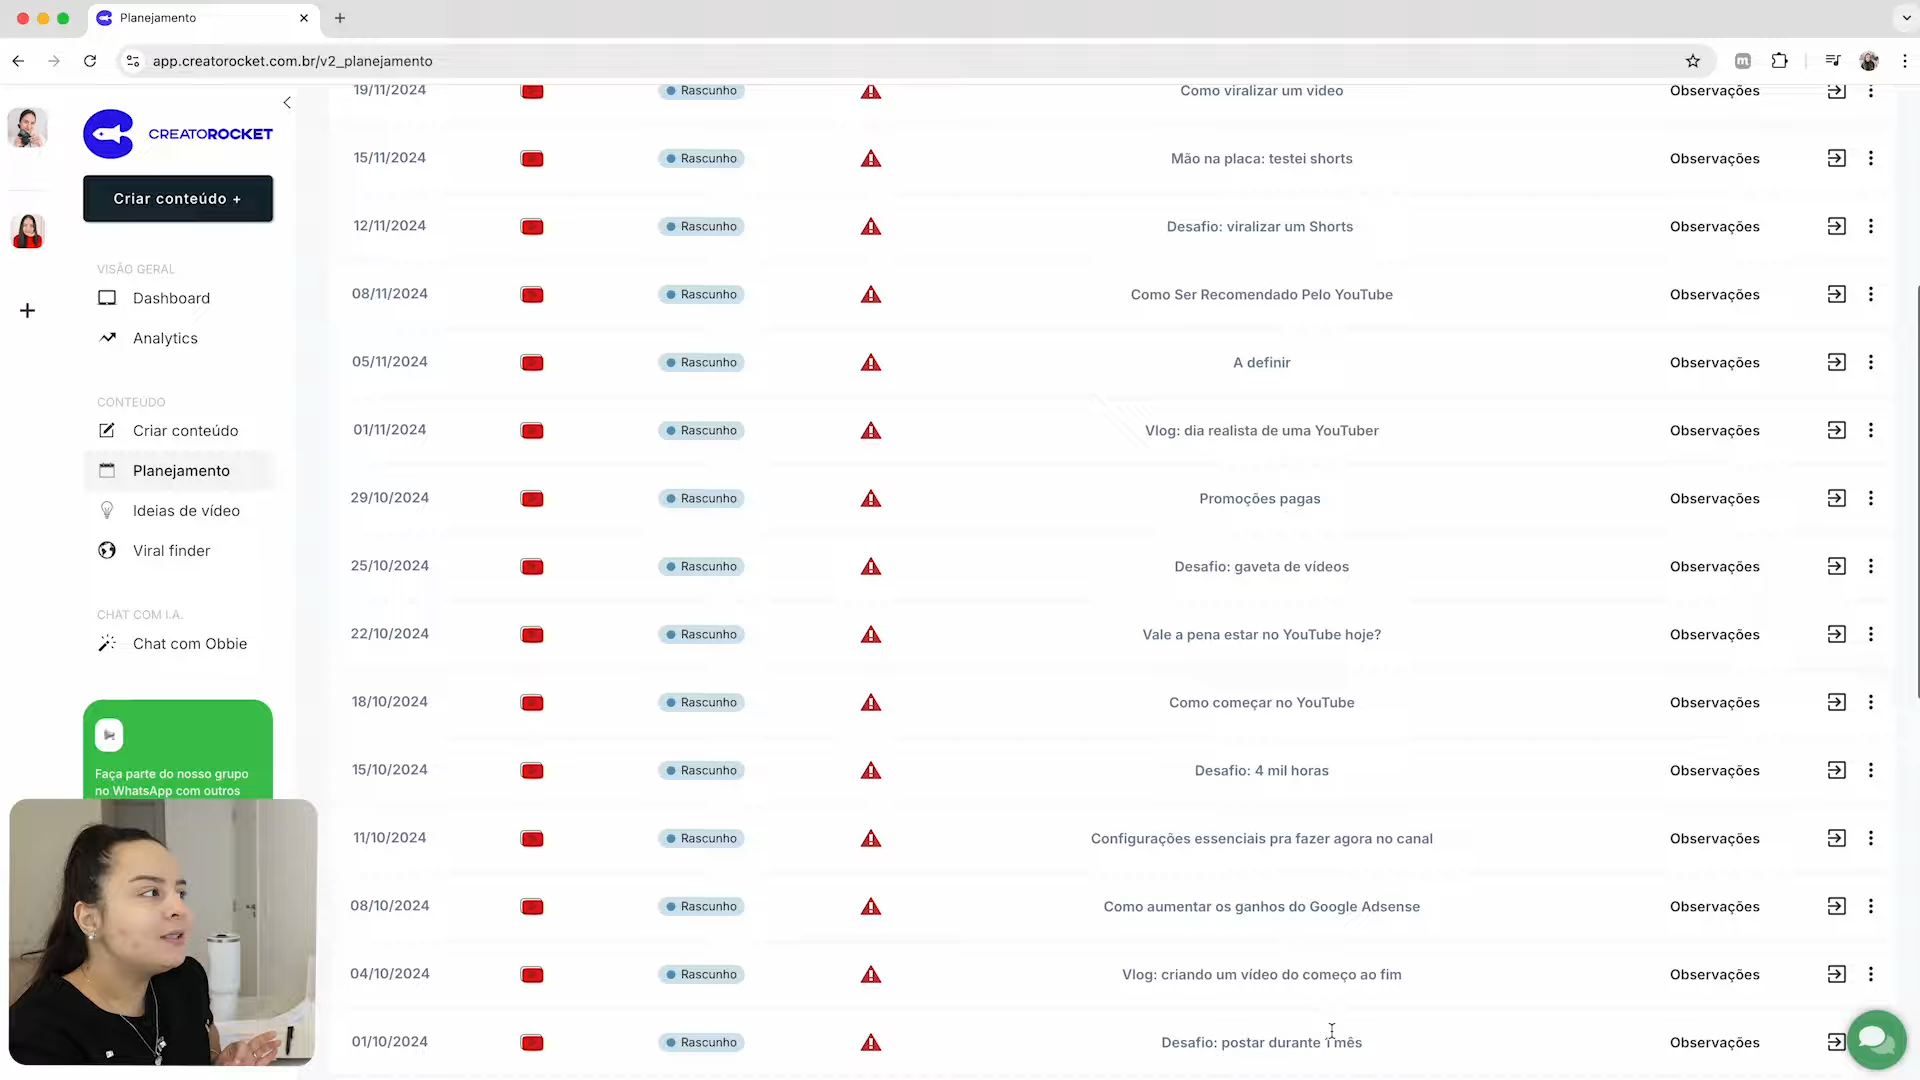 Planejamento
app.creatorocket.com.br/v2_planejamento
m
CREATOROCKET
Criar conteúdo +
VISÃO GERAL
Dashboard
Analytics
CONTEÚDO
Criar conteúdo
Planejamento
Ideias de vídeo
Viral finder
CHAT COM I.A.
Chat com Obbie
Faça parte do nosso grupo
no WhatsApp com outros
19/11/2024 Rascunho Como viralizar um video Observações
15/11/2024 Rascunho Mão na placa: testei shorts Observações
12/11/2024 Rascunho Desafio: viralizar um Shorts Observações
08/11/2024 Rascunho Como Ser Recomendado Pelo YouTube Observações
05/11/2024 Rascunho A definir Observações
01/11/2024 Rascunho Vlog: dia realista de uma YouTuber Observações
29/10/2024 Rascunho Promoções pagas Observações
25/10/2024 Rascunho Desafio: gaveta de vídeos Observações
22/10/2024 Rascunho Vale a pena estar no YouTube hoje? Observações
18/10/2024 Rascunho Como começar no YouTube Observações
15/10/2024 Rascunho Desafio: 4 mil horas Observações
11/10/2024 Rascunho Configurações essenciais pra fazer agora no canal Observações
08/10/2024 Rascunho Como aumentar os ganhos do Google Adsense Observações
04/10/2024 Rascunho Vlog: criando um vídeo do começo ao fim Observações
01/10/2024 Rascunho Desafio: postar durante 1 mês Observações